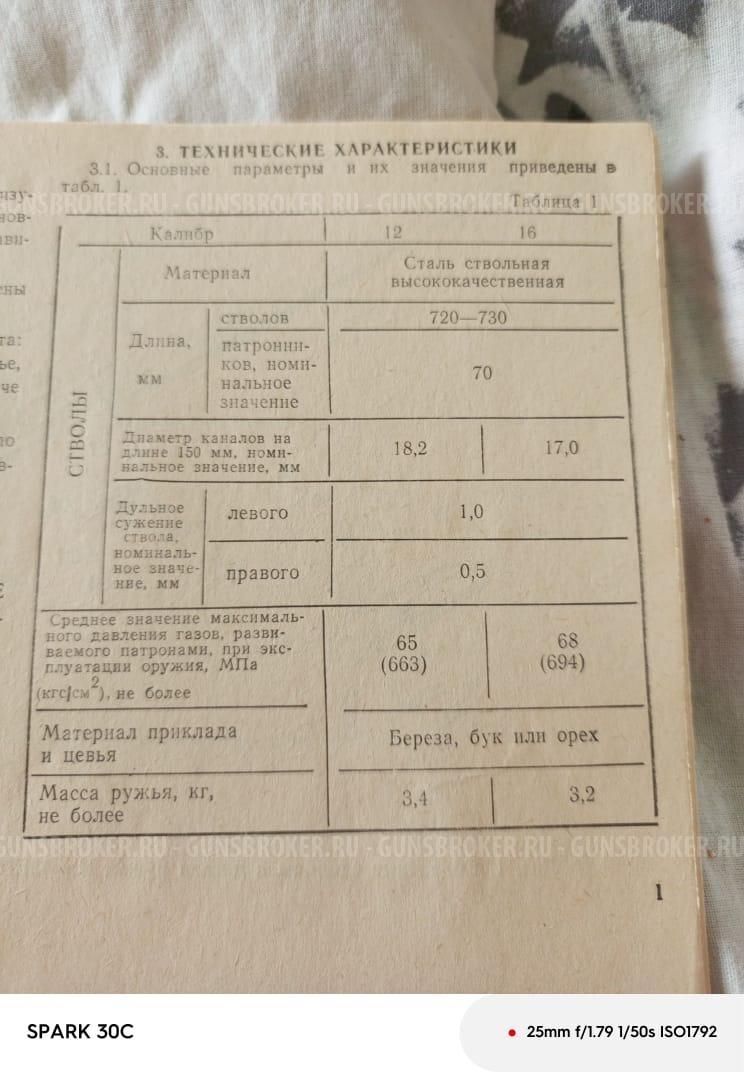 3. ТЕХНИЧЕСКИЕ ХАРАКТЕРИСТИКИ
3.1. Основные параметры и их значения приведены в
табл. 1.
Таблица 1
GUNSBROKER.RU - GUNSBROKER.RU - GUNSBROKER.RU
Калибр 12 16
СТВОЛЫ
Материал
Сталь ствольная
высококачественная
Длина,
мм
стволов
720—730
патронни-
ков, номи-
нальное
значение
70
Диаметр каналов на
длине 150 мм, номи-
нальное значение, мм
18,2 17,0
Дульное
сужение
ствола,
номиналь-
ное значе-
ние, мм
левого 1,0
правого 0,5
Среднее значение максималь-
ного давления газов, разви-
ваемого патронами, при экс-
плуатации оружия, МПа
(кгс/см2), не более
65 68
(663) (694)
Материал приклада
и цевья
Береза, бук или орех
Масса ружья, кг,
не более
3,4 3,2
GUNSBROKER.RU - GUNSBROKER.RU - GUNSBROKER.RU
1
SPARK 30C
25mm f/1.79 1/50s ISO1792